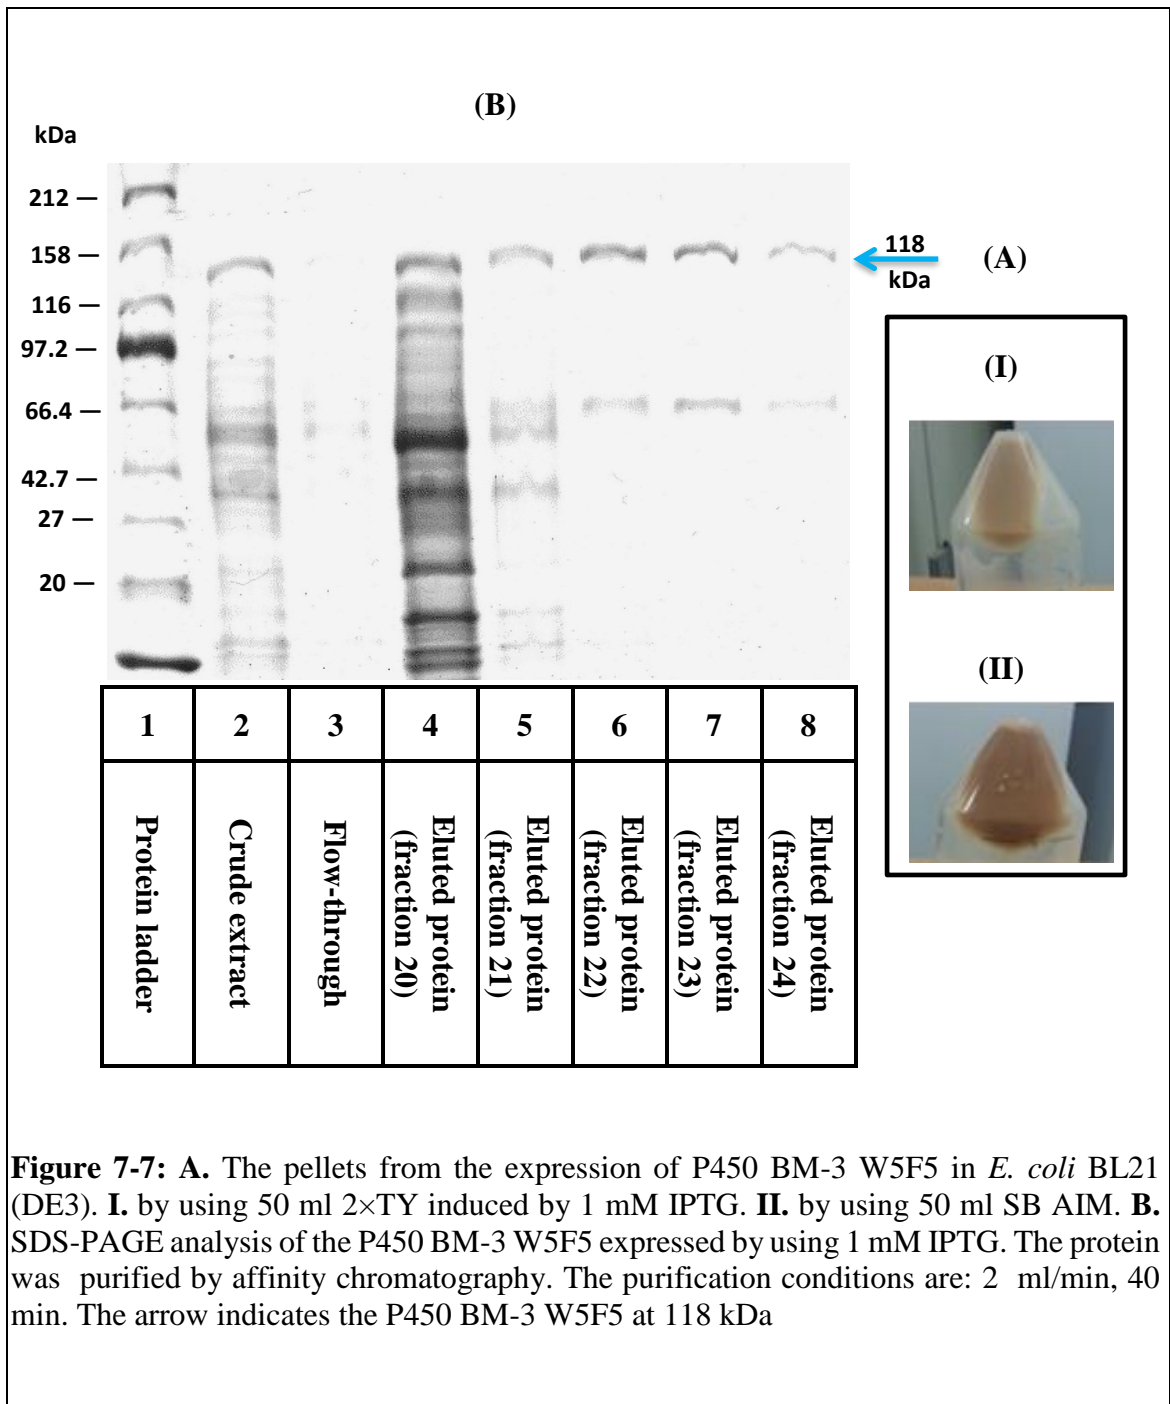 (B)
kDa
212
158
116
97.2
66.4
42.7
27
20
118
kDa
(A)
(I)
(II)
1 2 3 4 5 6 7 8
Protein ladder
Crude extract
Flow-through
Eluted protein
(fraction 20)
Eluted protein
(fraction 21)
Eluted protein
(fraction 22)
Eluted protein
(fraction 23)
Eluted protein
(fraction 24)
Figure 7-7: A. The pellets from the expression of P450 BM-3 W5F5 in E. coli BL21
(DE3). I. by using 50 ml 2×TY induced by 1 mM IPTG. II. by using 50 ml SB AIM. B.
SDS-PAGE analysis of the P450 BM-3 W5F5 expressed by using 1 mM IPTG. The protein
was purified by affinity chromatography. The purification conditions are: 2 ml/min, 40
min. The arrow indicates the P450 BM-3 W5F5 at 118 kDa